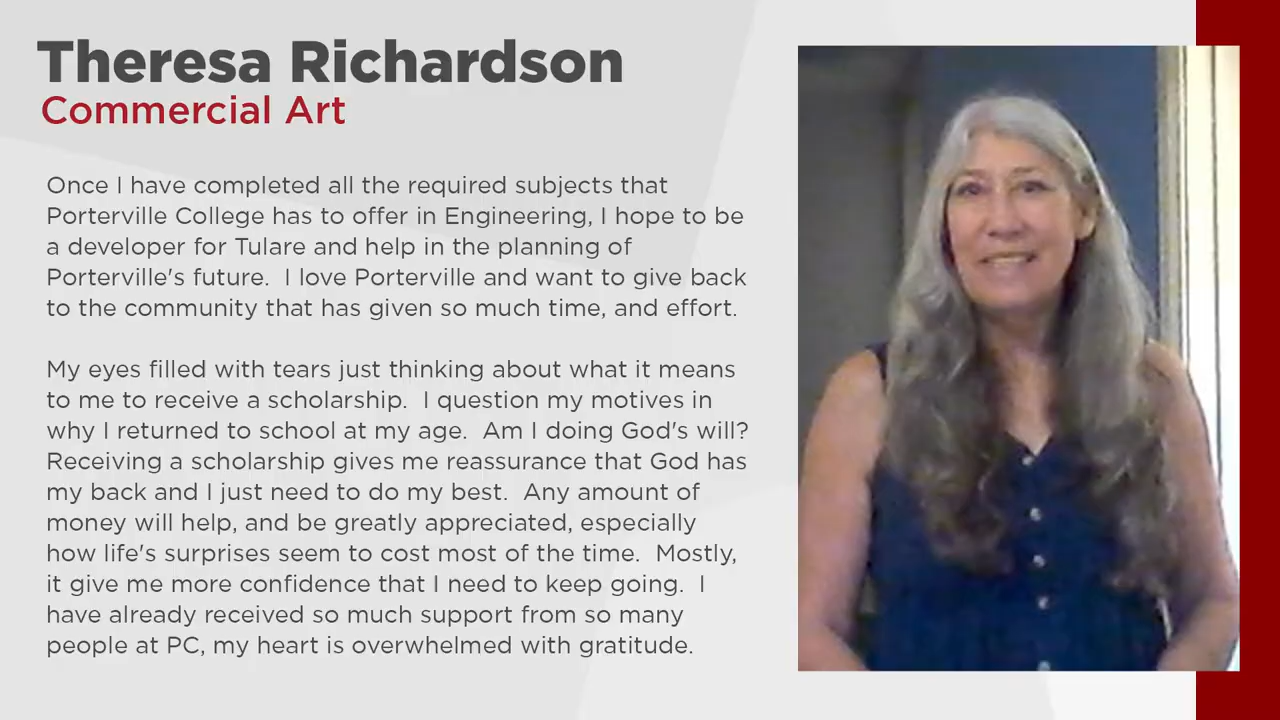 Theresa Richardson
Commercial Art
Once I have completed all the required subjects that
Porterville College has to offer in Engineering, I hope to be
a developer for Tulare and help in the planning of
Porterville's future.  I love Porterville and want to give back
to the community that has given so much time, and effort.
My eyes filled with tears just thinking about what it means
to me to receive a scholarship.  I question my motives in
why I returned to school at my age.  Am I doing God's will?
Receiving a scholarship gives me reassurance that God has
my back and I just need to do my best.  Any amount of
money will help, and be greatly appreciated, especially
how life's surprises seem to cost most of the time.  Mostly,
it give me more confidence that I need to keep going.  I
have already received so much support from so many
people at PC, my heart is overwhelmed with gratitude.